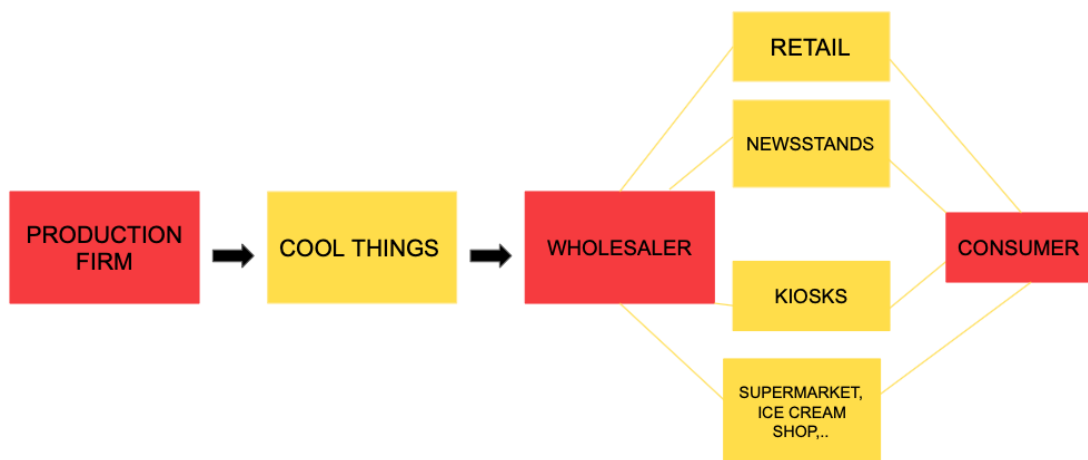 PRODUCTION
FIRM
COOL THINGS
WHOLESALER
RETAIL
NEWSSTANDS
KIOSKS
SUPERMARKET,
ICE CREAM
SHOP,..
CONSUMER